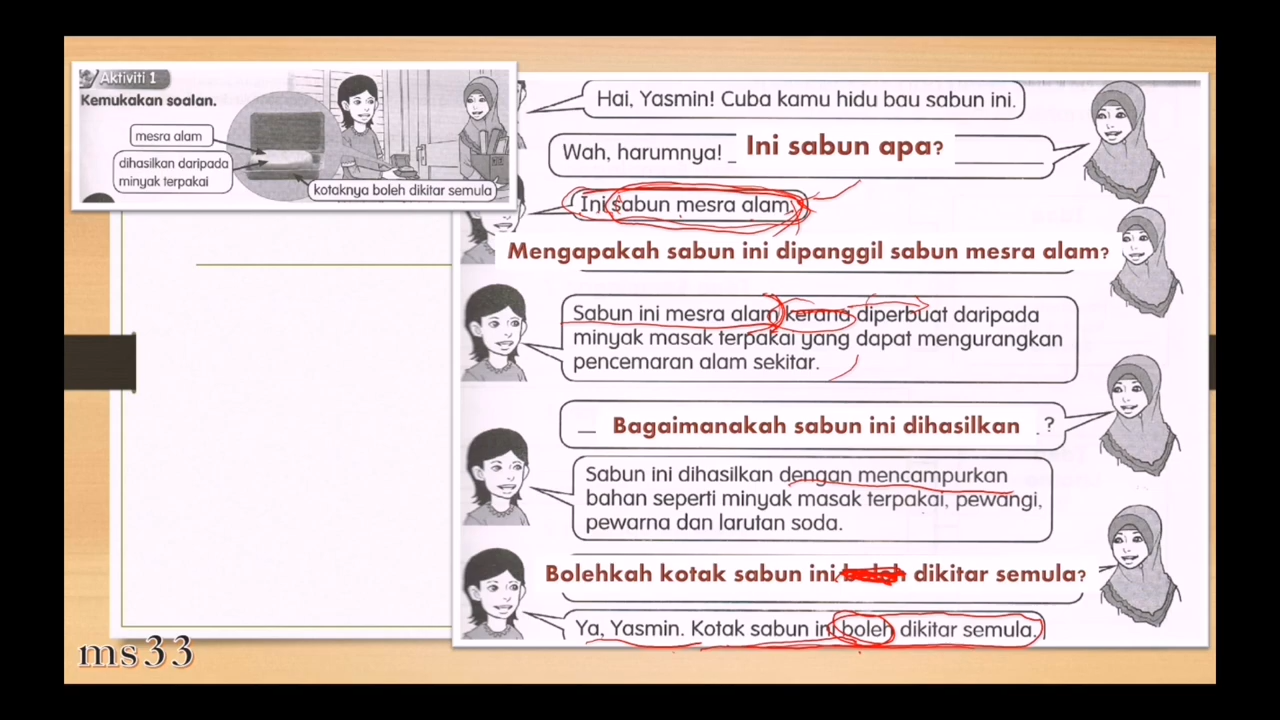 Aktiviti 1
Kemukakan soalan.
mesra alam
dihasilkan daripada
minyak terpakai
kotaknya boleh dikitar semula
Hai, Yasmin! Cuba kamu hidu bau sabun ini.
Wah, harumnya! _ Ini sabun apa? ________
Ini sabun mesra alam.
Mengapakah sabun ini dipanggil sabun mesra alam?
Sabun ini mesra alam kerana diperbuat daripada
minyak masak terpakai yang dapat mengurangkan
pencemaran alam sekitar.
_ Bagaimanakah sabun ini dihasilkan ?
Sabun ini dihasilkan dengan mencampurkan
bahan seperti minyak masak terpakai, pewangi,
pewarna dan larutan soda.
Bolehkah kotak sabun ini dikitar semula?
Ya, Yasmin. Kotak sabun ini boleh dikitar semula.
ms33